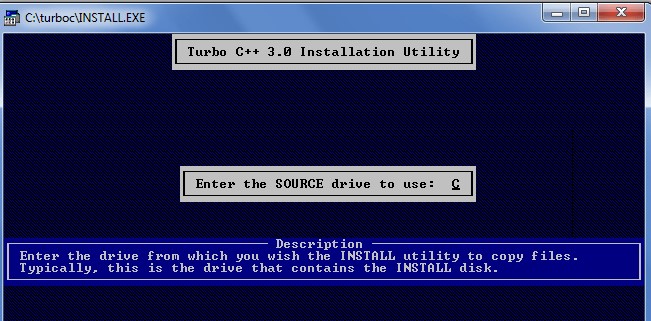 C:\turboc\INSTALL.EXE
Turbo C++ 3.0 Installation Utility
Enter the SOURCE drive to use: C
Description
Enter the drive from which you wish the INSTALL utility to copy files.
Typically, this is the drive that contains the INSTALL disk.